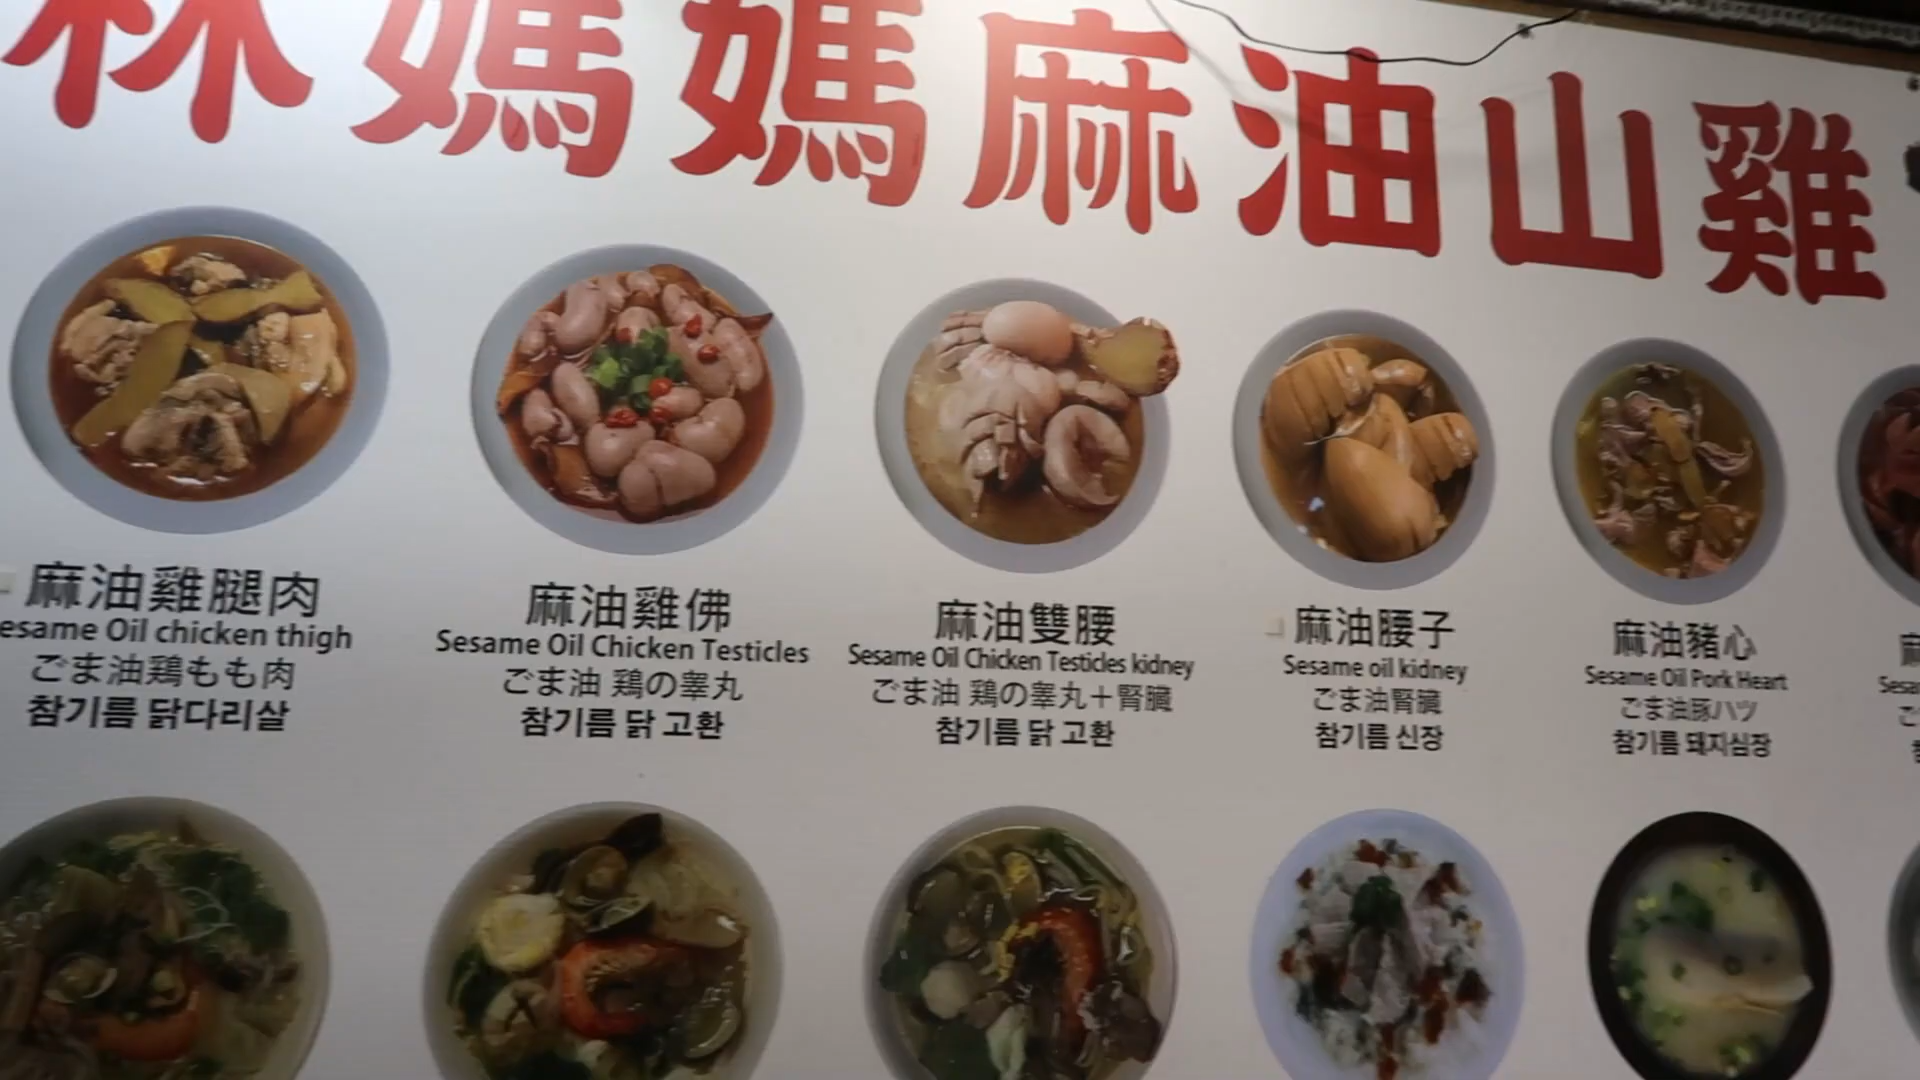 林媽媽麻油山雞
麻油雞腿肉
esame Oil chicken thigh
ごま油鶏もも肉
참기름 닭다리살
麻油雞佛
Sesame Oil Chicken Testicles
ごま油 鶏の睾丸
참기름 닭 고환
麻油雙腰
Sesame Oil Chicken Testicles kidney
ごま油 鶏の睾丸＋腎臓
참기름 닭 고환
麻油腰子
Sesame oil kidney
ごま油腎臓
참기름 신장
麻油豬心
Sesame Oil Pork Heart
ごま油豚ハツ
참기름 돼지심장